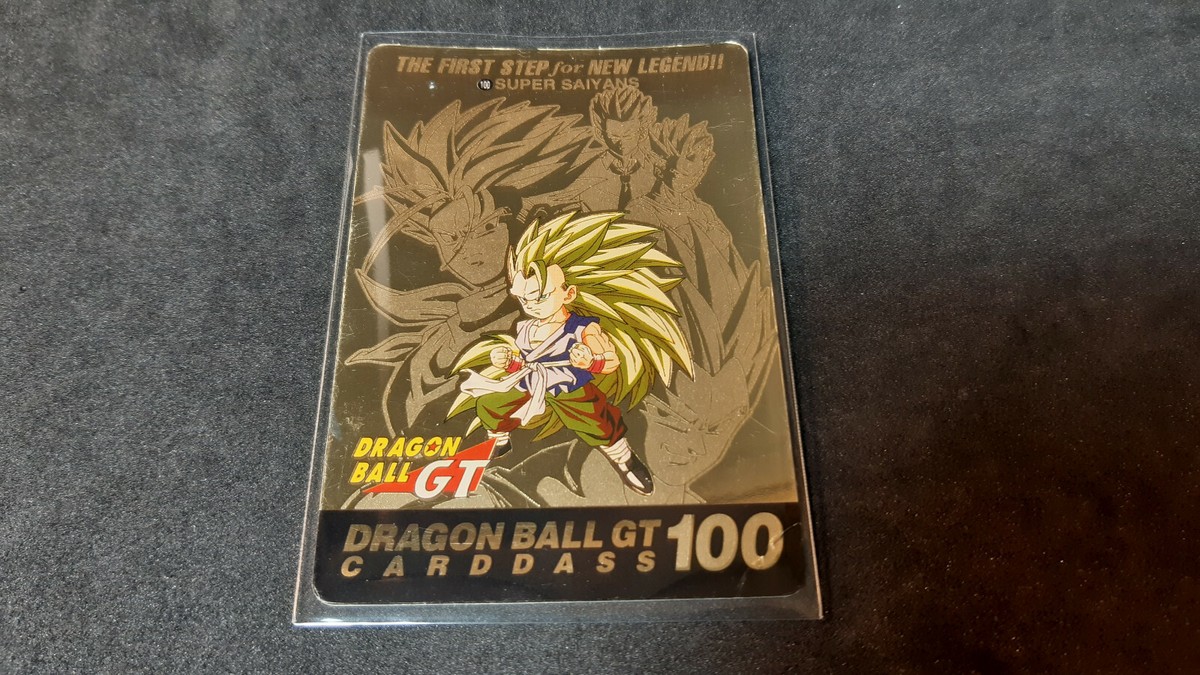 THE FIRST STEP for NEW LEGEND!!
100 SUPER SAIYANS
DRAGON
BALL GT
DRAGON BALL GT 100
CARDDASS